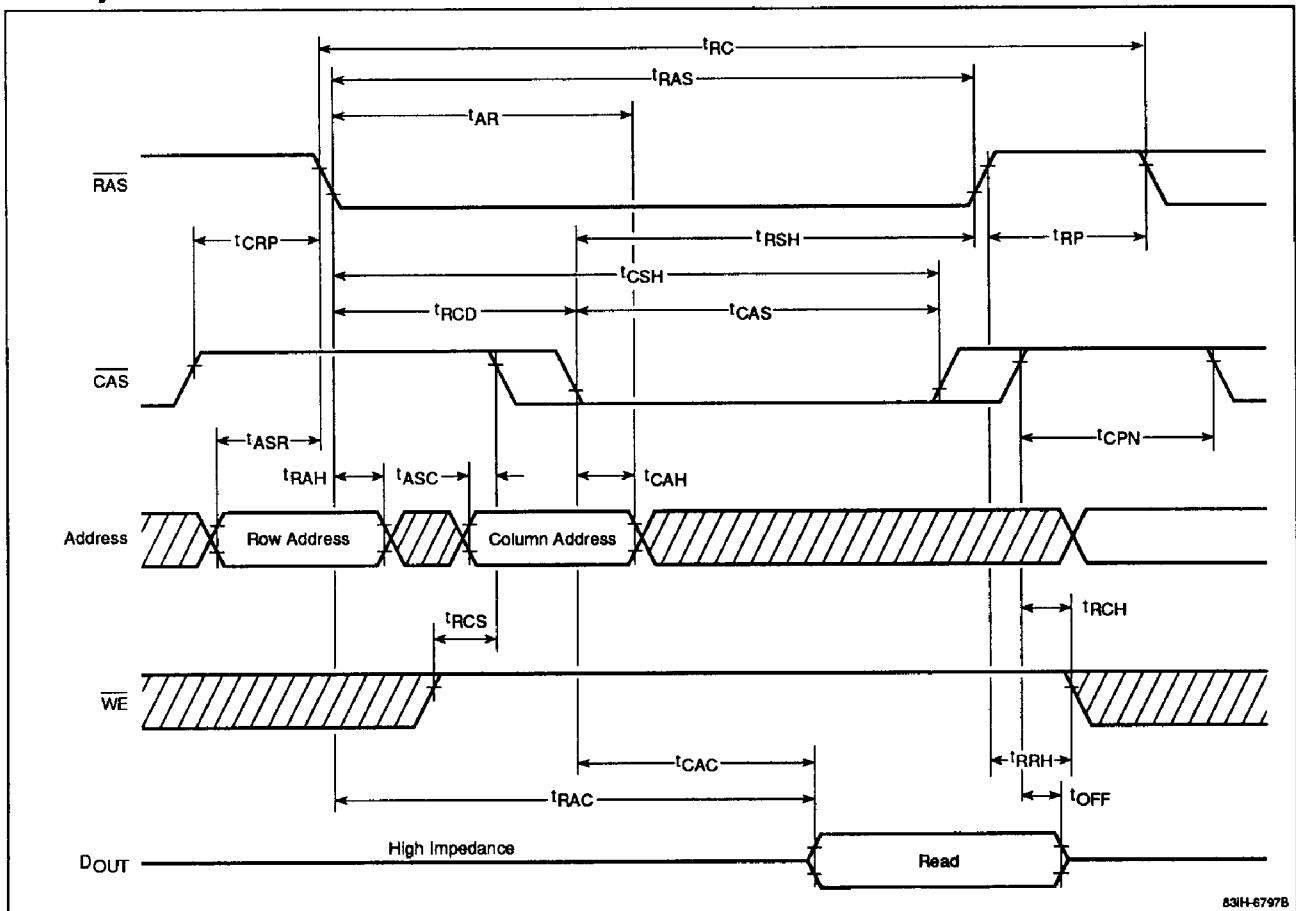 tRC
tRAS
tAR
RAS
tCRP
tRSH
tRP
tCSH
tRCD
tCAS
CAS
tASR
tCPN
tRAH
tASC
tCAH
Address
Row Address
Column Address
tRCS
tRCH
WE
tCAC
tRRH
tRAC
tOFF
High Impedance
DOUT
Read
83IH-6797B